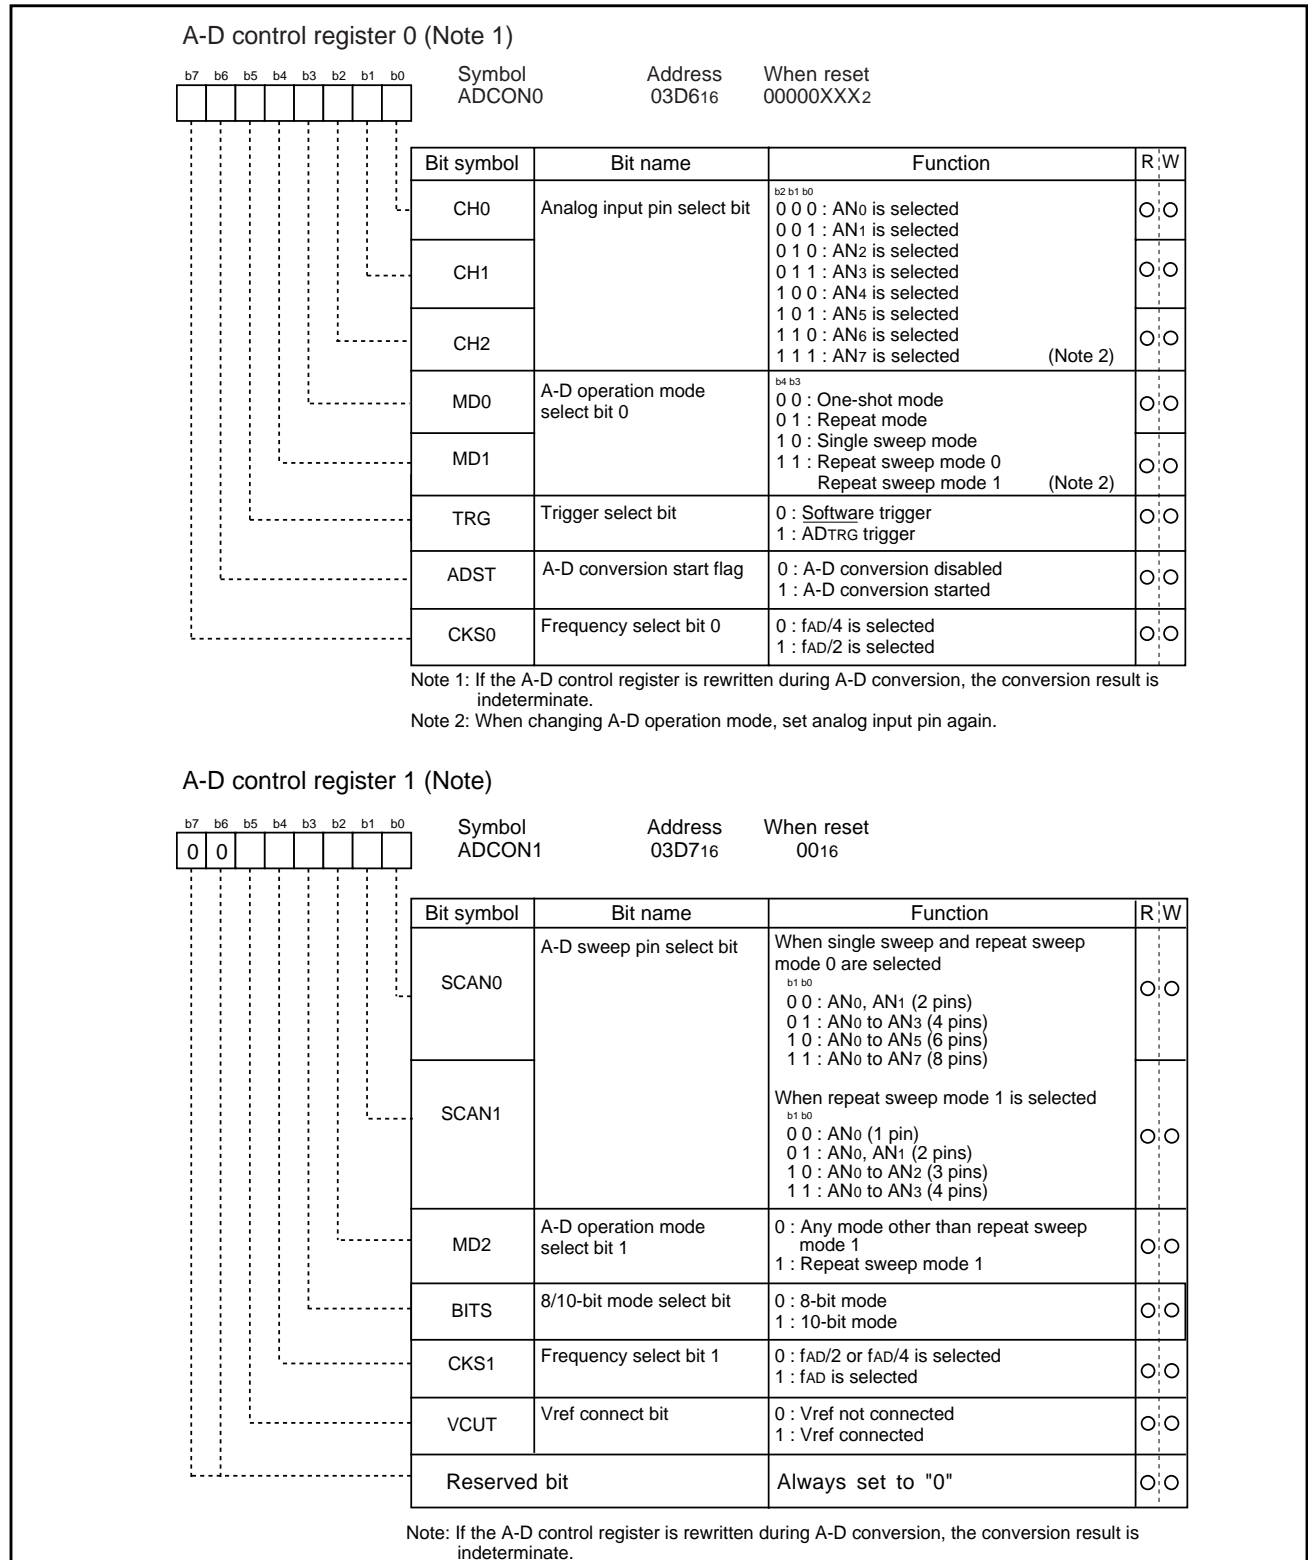 A-D control register 0 (Note 1)
b7 b6 b5 b4 b3 b2 b1 b0
Symbol Address When reset
ADCON0 03D616 00000XXX2
Bit symbol Bit name Function R W
CH0 Analog input pin select bit
b2 b1 b0
0 0 0 : AN0 is selected
0 0 1 : AN1 is selected
0 1 0 : AN2 is selected
CH1
0 1 1 : AN3 is selected
1 0 0 : AN4 is selected
1 0 1 : AN5 is selected
CH2
1 1 0 : AN6 is selected
1 1 1 : AN7 is selected (Note 2)
MD0 A-D operation mode
select bit 0
b4 b3
0 0 : One-shot mode
0 1 : Repeat mode
MD1
1 0 : Single sweep mode
1 1 : Repeat sweep mode 0
Repeat sweep mode 1 (Note 2)
TRG Trigger select bit
0 : Software trigger
1 : ADTRG trigger
ADST A-D conversion start flag
0 : A-D conversion disabled
1 : A-D conversion started
CKS0 Frequency select bit 0
0 : fAD/4 is selected
1 : fAD/2 is selected
Note 1: If the A-D control register is rewritten during A-D conversion, the conversion result is
indeterminate.
Note 2: When changing A-D operation mode, set analog input pin again.
A-D control register 1 (Note)
b7 b6 b5 b4 b3 b2 b1 b0
0 0
Symbol Address When reset
ADCON1 03D716 0016
Bit symbol Bit name Function R W
SCAN0 A-D sweep pin select bit
When single sweep and repeat sweep
mode 0 are selected
b1 b0
0 0 : AN0, AN1 (2 pins)
0 1 : AN0 to AN3 (4 pins)
1 0 : AN0 to AN5 (6 pins)
1 1 : AN0 to AN7 (8 pins)
SCAN1
When repeat sweep mode 1 is selected
b1 b0
0 0 : AN0 (1 pin)
0 1 : AN0, AN1 (2 pins)
1 0 : AN0 to AN2 (3 pins)
1 1 : AN0 to AN3 (4 pins)
MD2 A-D operation mode
select bit 1
0 : Any mode other than repeat sweep
mode 1
1 : Repeat sweep mode 1
BITS 8/10-bit mode select bit
0 : 8-bit mode
1 : 10-bit mode
CKS1 Frequency select bit 1
0 : fAD/2 or fAD/4 is selected
1 : fAD is selected
VCUT Vref connect bit
0 : Vref not connected
1 : Vref connected
Reserved bit Always set to "0"
Note: If the A-D control register is rewritten during A-D conversion, the conversion result is
indeterminate.